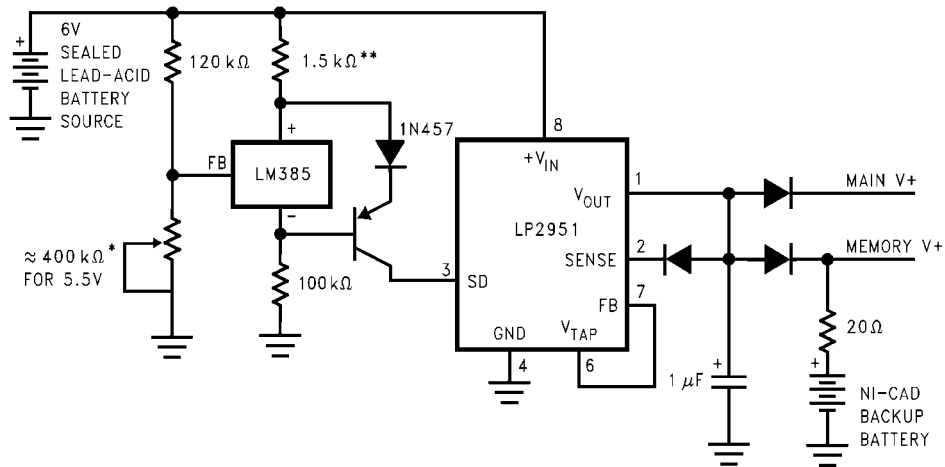 6V
SEALED
LEAD-ACID
BATTERY
SOURCE
+
120 kΩ
1.5 kΩ**
1N457
FB
+
LM385
-
≈ 400 kΩ*
FOR 5.5V
100kΩ
8
+VIN
1
VOUT
MAIN V+
LP2951
2
SENSE
MEMORY V+
3
SD
7
FB
GND
VTAP
4
6
20Ω
+
1 μF
+
NI-CAD
BACKUP
BATTERY